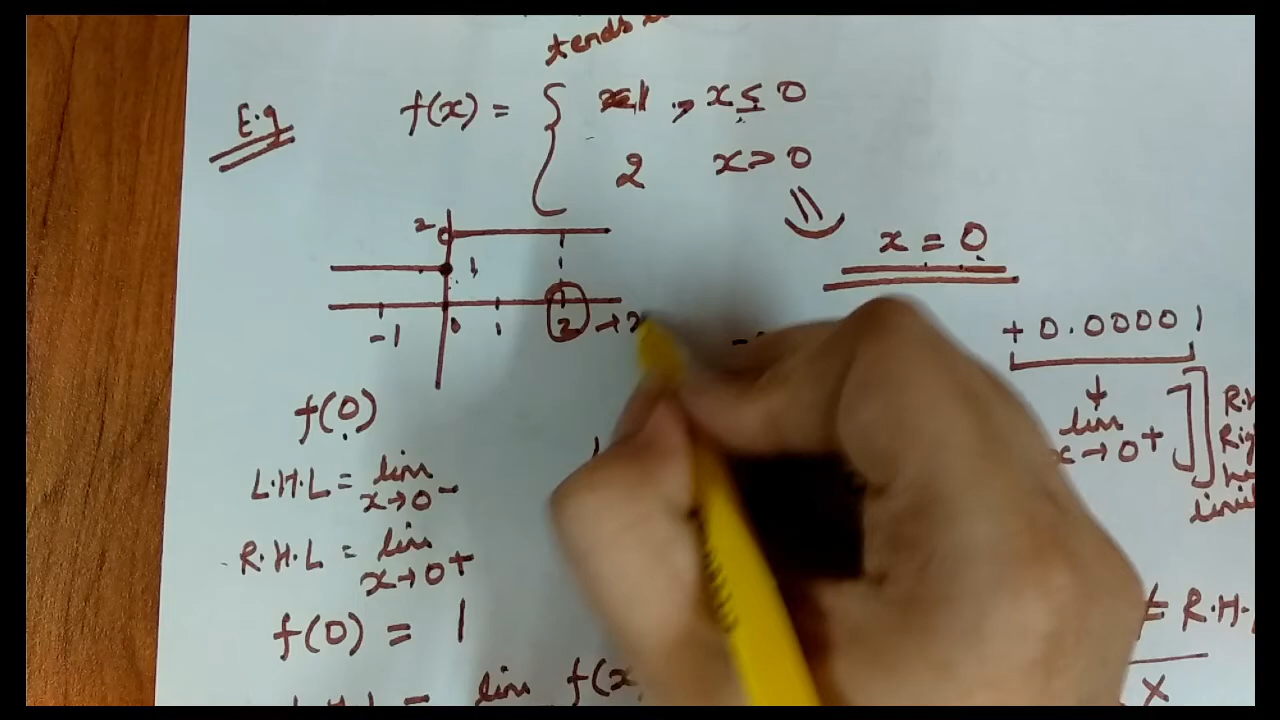 tends
E.g f(x) = { 1 , x ≤ 0
2 x > 0
x = 0
2
1
-1 0 1 2 →
+ 0.00001
f(0)
lim
x→0+
L.H.L = lim
x→0-
R.H.L = lim
x→0+
f(0) = 1
≠ R.H.
lim f(x
x